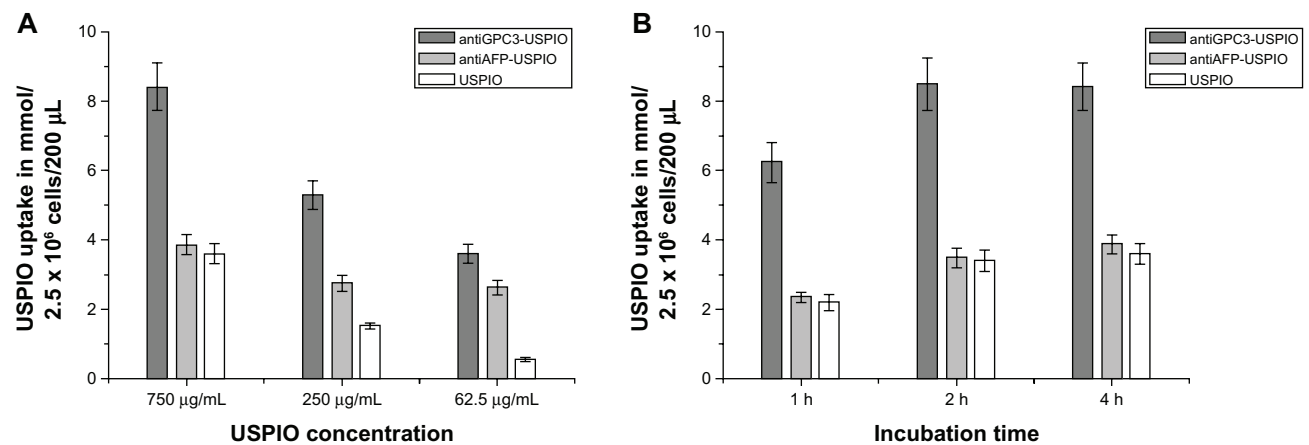 A
10
8
6
4
2
0
USPIO uptake in mmol/
2.5 x 10⁶ cells/200 μL
antiGPC3-USPIO
antiAFP-USPIO
USPIO
750 μg/mL
250 μg/mL
62.5 μg/mL
USPIO concentration
B
10
8
6
4
2
0
USPIO uptake in mmol/
2.5 x 10⁶ cells/200 μL
antiGPC3-USPIO
antiAFP-USPIO
USPIO
1 h
2 h
4 h
Incubation time